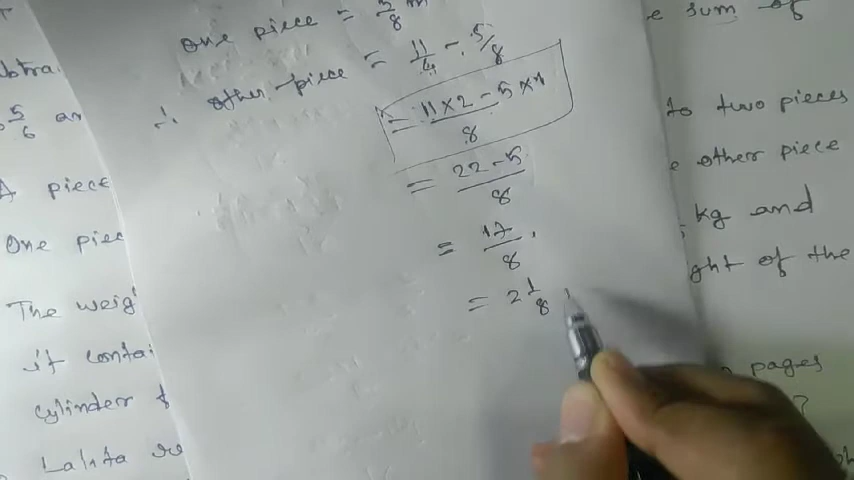 One piece = 5/8 m
∴ other piece = 11/4 - 5/8
= 11×2 - 5×1 / 8
= 22-5 / 8
= 17/8
= 2 1/8
e sum of
btra
5/6 an
A piece
to two pieces
One piec
e other piece
kg and
The weig
ght of the
it contai
pages
cylinder
Lalita